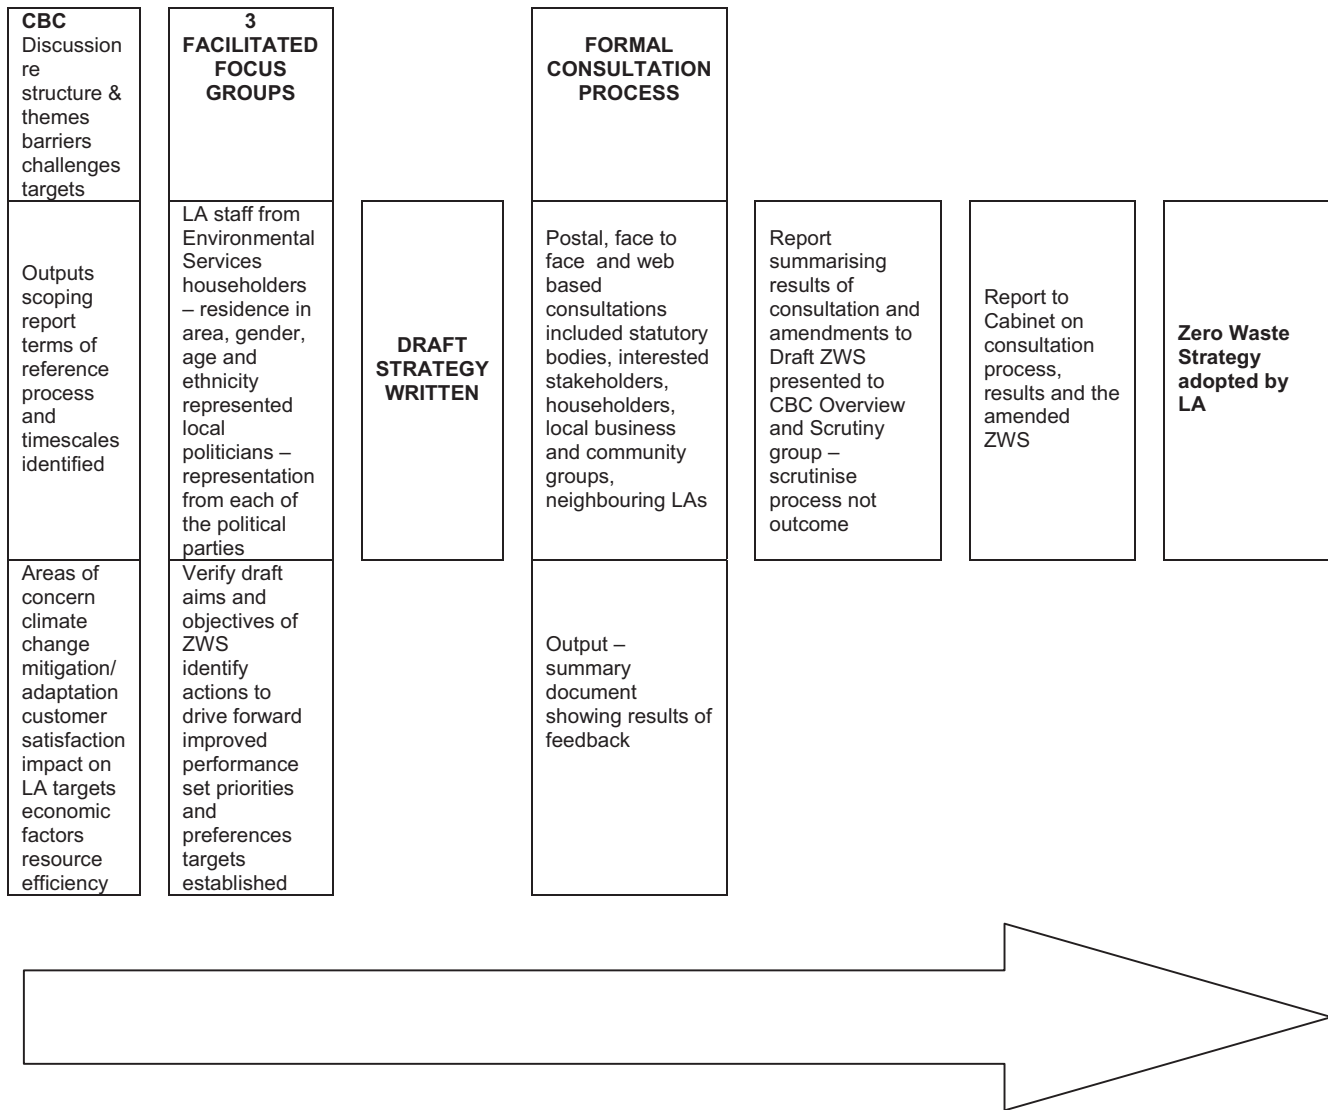 CBC
Discussion
re
structure &
themes
barriers
challenges
targets
Outputs
scoping
report
terms of
reference
process
and
timescales
identified
Areas of
concern
climate
change
mitigation/
adaptation
customer
satisfaction
impact on
LA targets
economic
factors
resource
efficiency
3
FACILITATED
FOCUS
GROUPS
LA staff from
Environmental
Services
householders
– residence in
area, gender,
age and
ethnicity
represented
local
politicians –
representation
from each of
the political
parties
Verify draft
aims and
objectives of
ZWS
identify
actions to
drive forward
improved
performance
set priorities
and
preferences
targets
established
DRAFT
STRATEGY
WRITTEN
FORMAL
CONSULTATION
PROCESS
Postal, face to
face and web
based
consultations
included statutory
bodies, interested
stakeholders,
householders,
local business
and community
groups,
neighbouring LAs
Output –
summary
document
showing results of
feedback
Report
summarising
results of
consultation and
amendments to
Draft ZWS
presented to
CBC Overview
and Scrutiny
group –
scrutinise
process not
outcome
Report to
Cabinet on
consultation
process,
results and the
amended
ZWS
Zero Waste
Strategy
adopted by
LA